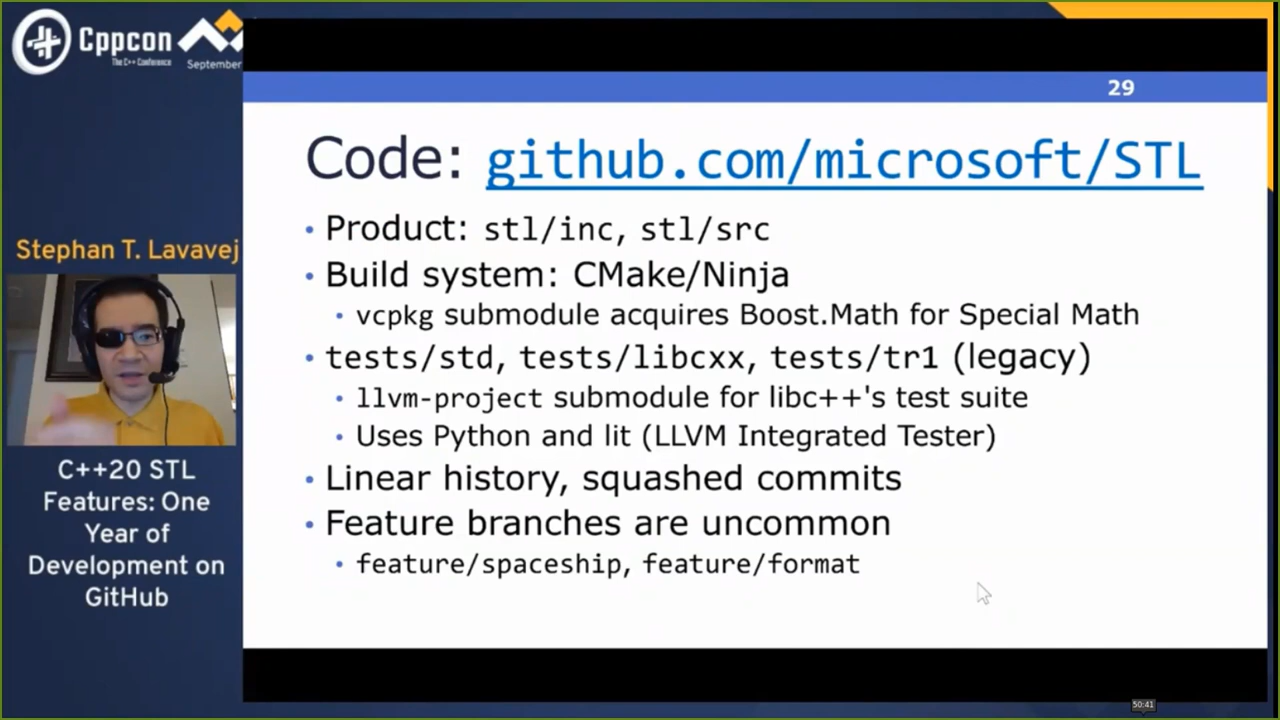 Cppcon
The C++ Conference
September
29
Code: github.com/microsoft/STL
• Product: stl/inc, stl/src
• Build system: CMake/Ninja
• vcpkg submodule acquires Boost.Math for Special Math
• tests/std, tests/libcxx, tests/tr1 (legacy)
• llvm-project submodule for libc++'s test suite
• Uses Python and lit (LLVM Integrated Tester)
• Linear history, squashed commits
• Feature branches are uncommon
• feature/spaceship, feature/format
Stephan T. Lavavej
C++20 STL
Features: One
Year of
Development on
GitHub
50:41